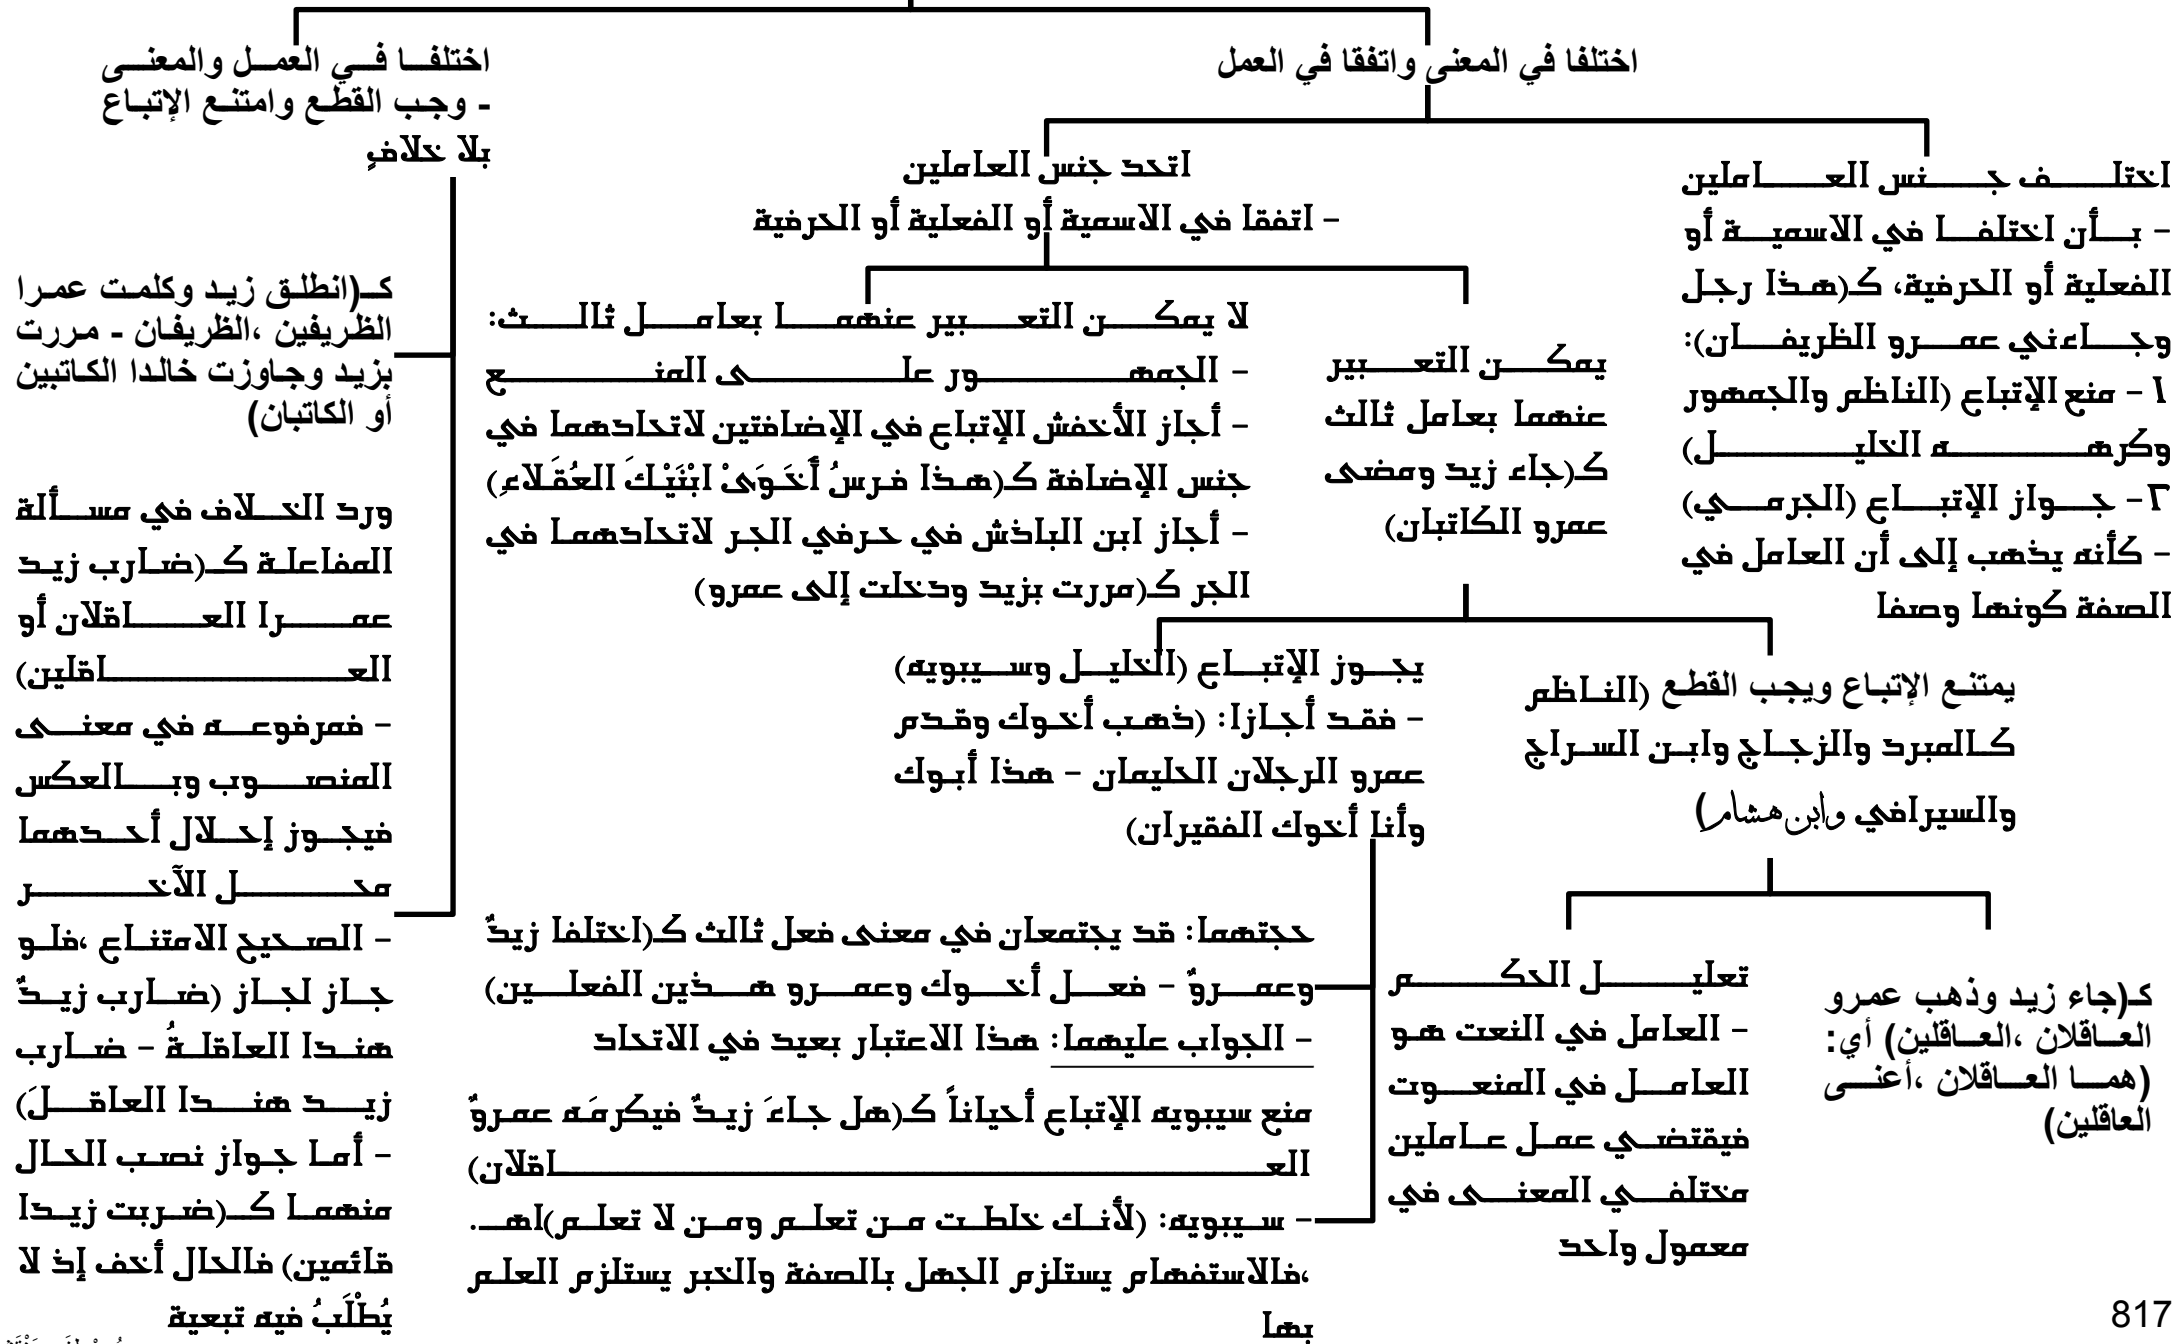 اختلفا في المعنى واتفقا في العمل
اختلف جنس العاملين
- بأن اختلفا في الاسمية أو
الفعلية أو الحرفية، كـ(هذا رجل
وجاءني عمرو الظريفان):
١- منع الإتباع (الناظم والجمهور
وكرهه الخليل)
٢- جواز الإتباع (الجرمي)
- كأنه يذهب إلى أن العامل في
الصفة كونها وصفا
اتحد جنس العاملين
- اتفقا في الاسمية أو الفعلية أو الحرفية
يمكن التعبير
عنهما بعامل ثالث
كـ(جاء زيد ومضى
عمرو الكاتبان)
يمتنع الإتباع ويجب القطع (الناظم
كالمبرد والزجاج وابن السراج
والسيرافي وابن هشام)
كـ(جاء زيد وذهب عمرو
العاقلان ،العاقلين) أي:
(هما العاقلان ،أعنى
العاقلين)
تعليل الحكم
- العامل في النعت هو
العامل في المنعوت
فيقتضي عمل عاملين
مختلفي المعنى في
معمول واحد
يجوز الإتباع (الخليل وسيبويه)
- فقد أجازا: (ذهب أخوك وقدم
عمرو الرجلان الحليمان - هذا أبوك
وأنا أخوك الفقيران)
حجتهما: قد يجتمعان في معنى فعل ثالث كـ(اختلفا زيدٌ
وعمروٌ - فعل أخوك وعمرو هذين الفعلين)
- الجواب عليهما: هذا الاعتبار بعيد في الاتحاد
منع سيبويه الإتباع أحياناً كـ(هل جاءَ زيدٌ فيكرمَه عمروٌ
العاقلان)
- سيبويه: (لأنك خلطت من تعلم ومن لا تعلم)اهـ.
،فالاستفهام يستلزم الجهل بالصفة والخبر يستلزم العلم
بها
لا يمكن التعبير عنهما بعامل ثالث:
- الجمهور على المنع
- أجاز الأخفش الإتباع في الإضافتين لاتحادهما في
جنس الإضافة كـ(هذا فرسُ أَخَوَىْ ابْنَيْكَ العُقَلاءِ)
- أجاز ابن الباذش في حرفي الجر لاتحادهما في
الجر كـ(مررت بزيد ودخلت إلى عمرو)
اختلفا في العمل والمعنى
- وجب القطع وامتنع الإتباع
بلا خلافٍ
كـ(انطلق زيد وكلمت عمرا
الظريفين ،الظريفان - مررت
بزيد وجاوزت خالدا الكاتبين
أو الكاتبان)
ورد الخلاف في مسألة
المفاعلة كـ(ضارب زيد
عمرا العاقلان أو
العاقلين)
- فمرفوعه في معنى
المنصوب وبالعكس
فيجوز إحلال أحدهما
محل الآخر
- الصحيح الامتناع ،فلو
جاز لجاز (ضارب زيدٌ
هندا العاقلةُ - ضارب
زيد هندا العاقلَ)
- أما جواز نصب الحال
منهما كـ(ضربت زيدا
قائمين) فالحال أخف إذ لا
يُطْلَبُ فيه تبعية
817